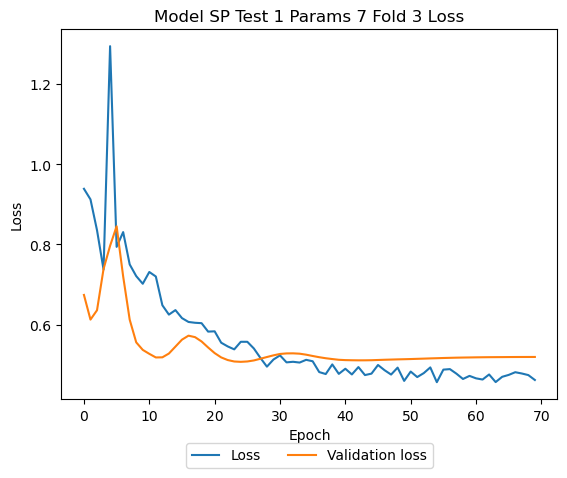 Model SP Test 1 Params 7 Fold 3 Loss
1.2
1.0
0.8
0.6
Loss
0 10 20 30 40 50 60 70
Epoch
Loss Validation loss